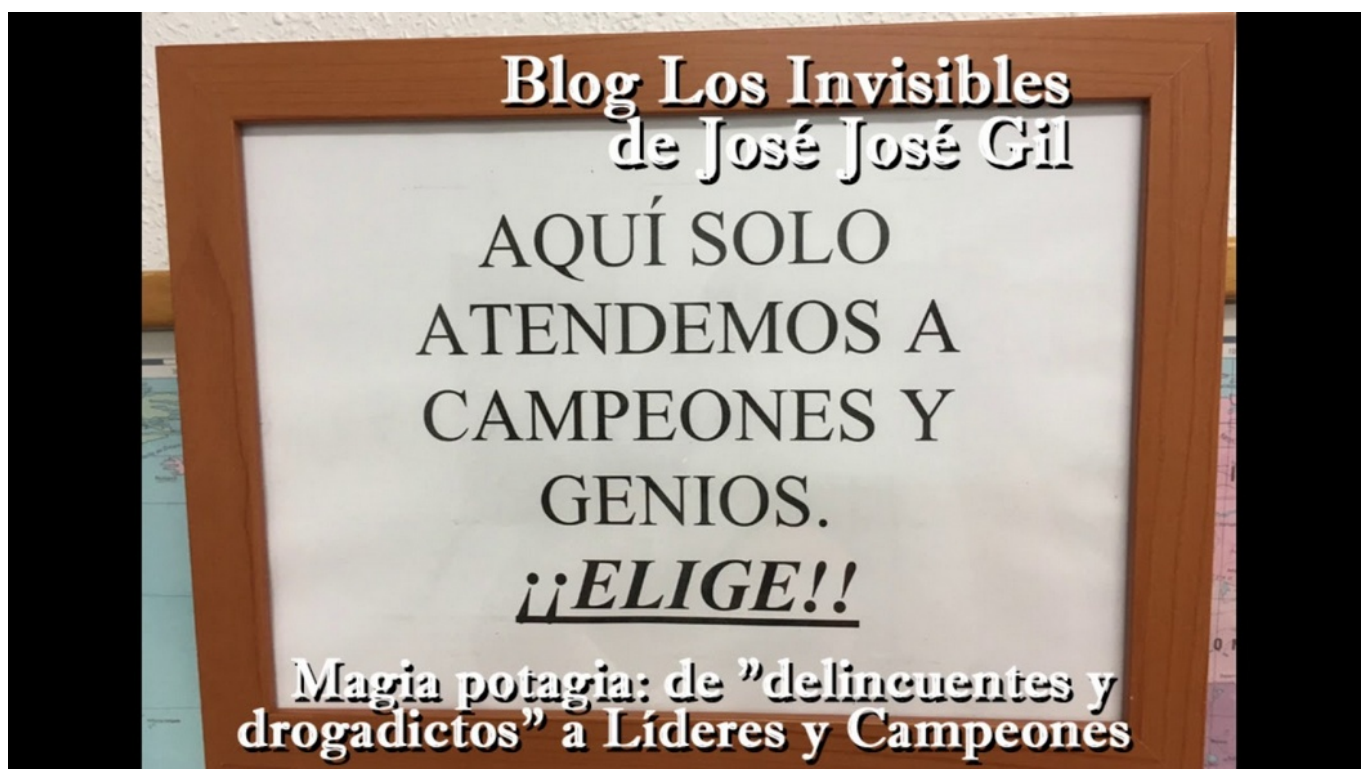 Blog Los Invisibles
de José José Gil
AQUÍ SOLO
ATENDEMOS A
CAMPEONES Y
GENIOS.
¡¡ELIGE!!
Magia potagia: de ”delincuentes y
drogadictos” a Líderes y Campeones